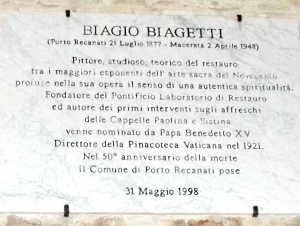 BIAGIO BIAGETTI
(Porto Recanati 21 Luglio 1877 - Macerata 2 Aprile 1948)
Pittore, studioso, teorico del restauro
tra i maggiori esponenti dell'arte sacra del Novecento
profuse nella sua opera il senso di una autentica spiritualità.
Fondatore del Pontificio Laboratorio di Restauro
ed autore dei primi interventi sugli affreschi
delle Cappelle Paolina e Sistina
venne nominato da Papa Benedetto XV
Direttore della Pinacoteca Vaticana nel 1921.
Nel 50° anniversario della morte
il Comune di Porto Recanati pose
31 Maggio 1998